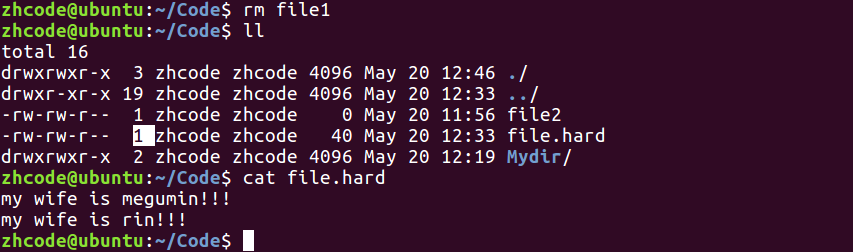 zhcode@ubuntu:~/Code$ rm file1
zhcode@ubuntu:~/Code$ ll
total 16
drwxrwxr-x  3 zhcode zhcode 4096 May 20 12:46 ./
drwxr-xr-x 19 zhcode zhcode 4096 May 20 12:33 ../
-rw-rw-r--  1 zhcode zhcode    0 May 20 11:56 file2
-rw-rw-r--  1 zhcode zhcode   40 May 20 12:33 file.hard
drwxrwxr-x  2 zhcode zhcode 4096 May 20 12:19 Mydir/
zhcode@ubuntu:~/Code$ cat file.hard
my wife is megumin!!!
my wife is rin!!!
zhcode@ubuntu:~/Code$